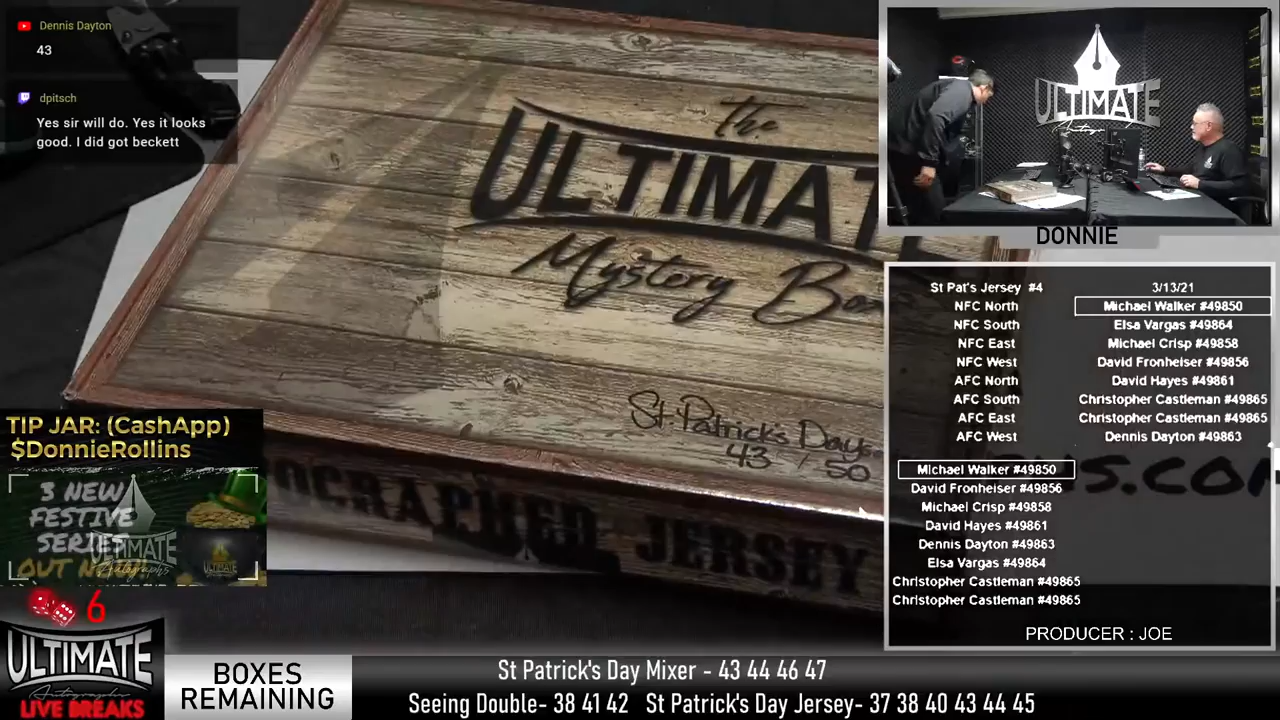 Dennis Dayton
43
dpitsch
Yes sir will do. Yes it looks
good. I did got beckett
the
ULTIMATE
Mystery Box
St. Patrick's Days
43 / 50
JERSEY
NS.COM
ULTIMATE
DONNIE
St Pat's Jersey #4 3/13/21
NFC North Michael Walker #49850
NFC South Elsa Vargas #49864
NFC East Michael Crisp #49858
NFC West David Fronheiser #49856
AFC North David Hayes #49861
AFC South Christopher Castleman #49865
AFC East Christopher Castleman #49865
AFC West Dennis Dayton #49863
Michael Walker #49850
David Fronheiser #49856
Michael Crisp #49858
David Hayes #49861
Dennis Dayton #49863
Elsa Vargas #49864
Christopher Castleman #49865
Christopher Castleman #49865
PRODUCER : JOE
TIP JAR: (CashApp)
$DonnieRollins
3 NEW
FESTIVE
SERIES
OUT NOW
ULTIMATE
Autographs
6
ULTIMATE
Autographs
LIVE BREAKS
BOXES
REMAINING
St Patrick's Day Mixer - 43 44 46 47
Seeing Double- 38 41 42 St Patrick's Day Jersey- 37 38 40 43 44 45